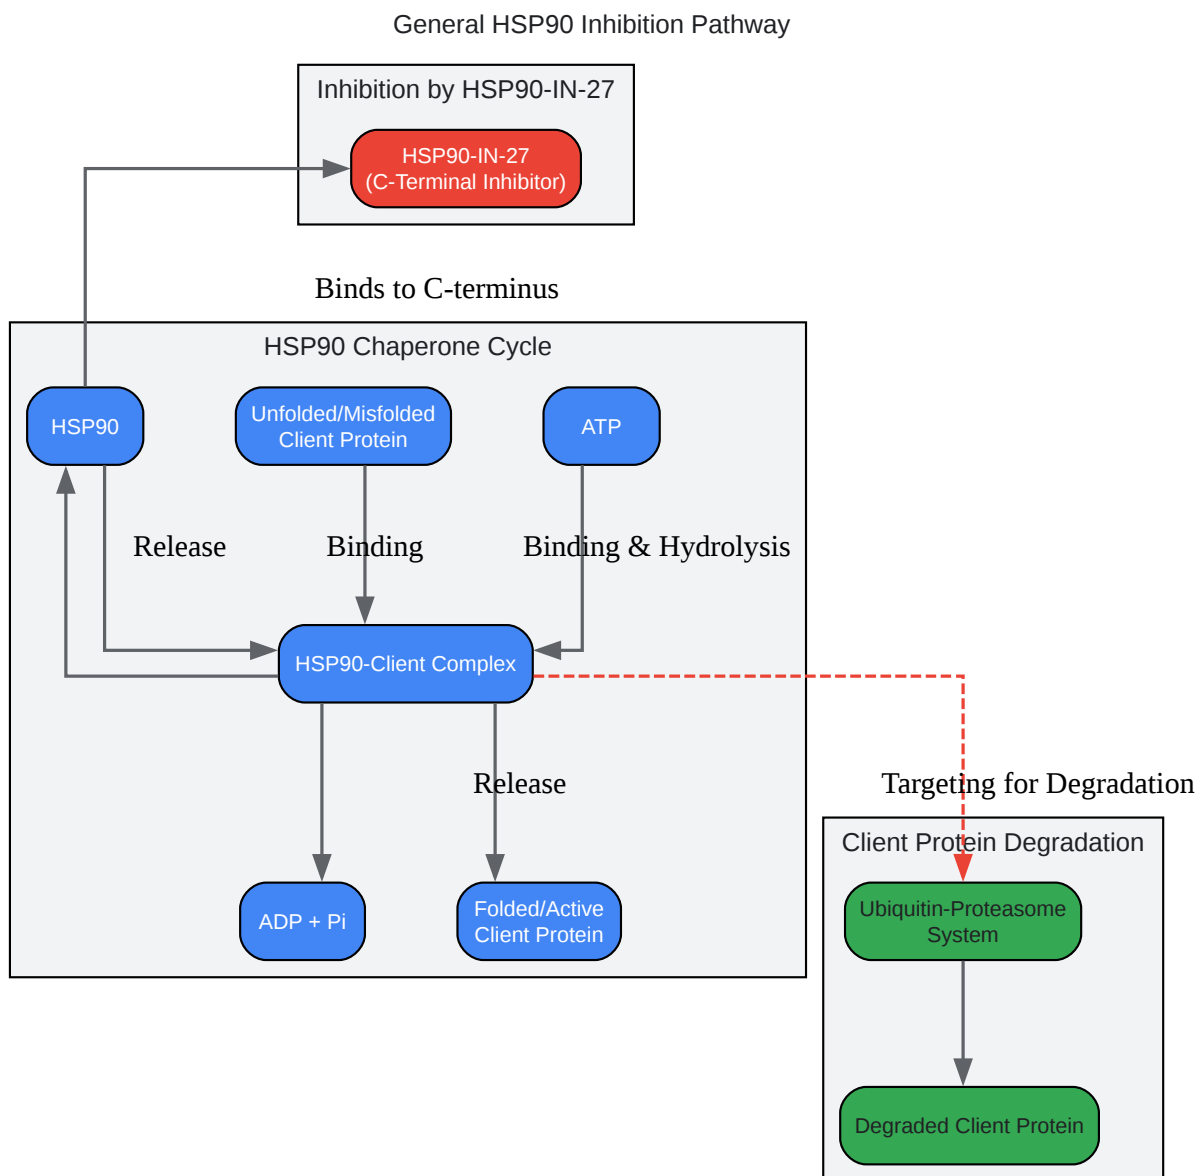 General HSP90 Inhibition Pathway
Inhibition by HSP90-IN-27
HSP90-IN-27
(C-Terminal Inhibitor)
Binds to C-terminus
HSP90 Chaperone Cycle
HSP90
Unfolded/Misfolded
Client Protein
ATP
Release
Binding
Binding & Hydrolysis
HSP90-Client Complex
Release
Targeting for Degradation
Client Protein Degradation
ADP + Pi
Folded/Active
Client Protein
Ubiquitin-Proteasome
System
Degraded Client Protein